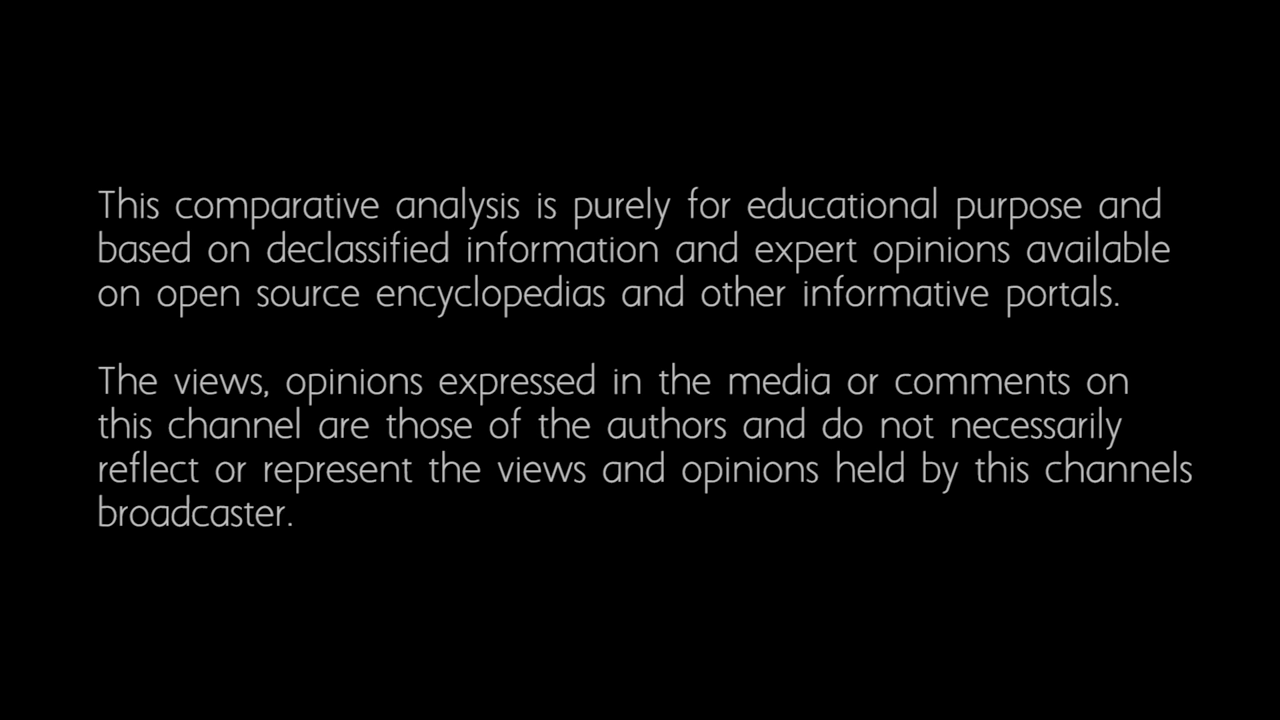 This comparative analysis is purely for educational purpose and
based on declassified information and expert opinions available
on open source encyclopedias and other informative portals.
The views, opinions expressed in the media or comments on
this channel are those of the authors and do not necessarily
reflect or represent the views and opinions held by this channels
broadcaster.